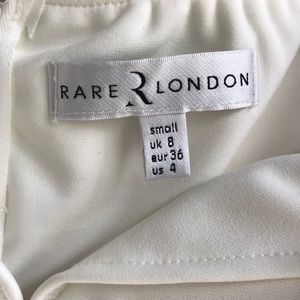 RARE R LONDON
small
uk 8
eur 36
us 4